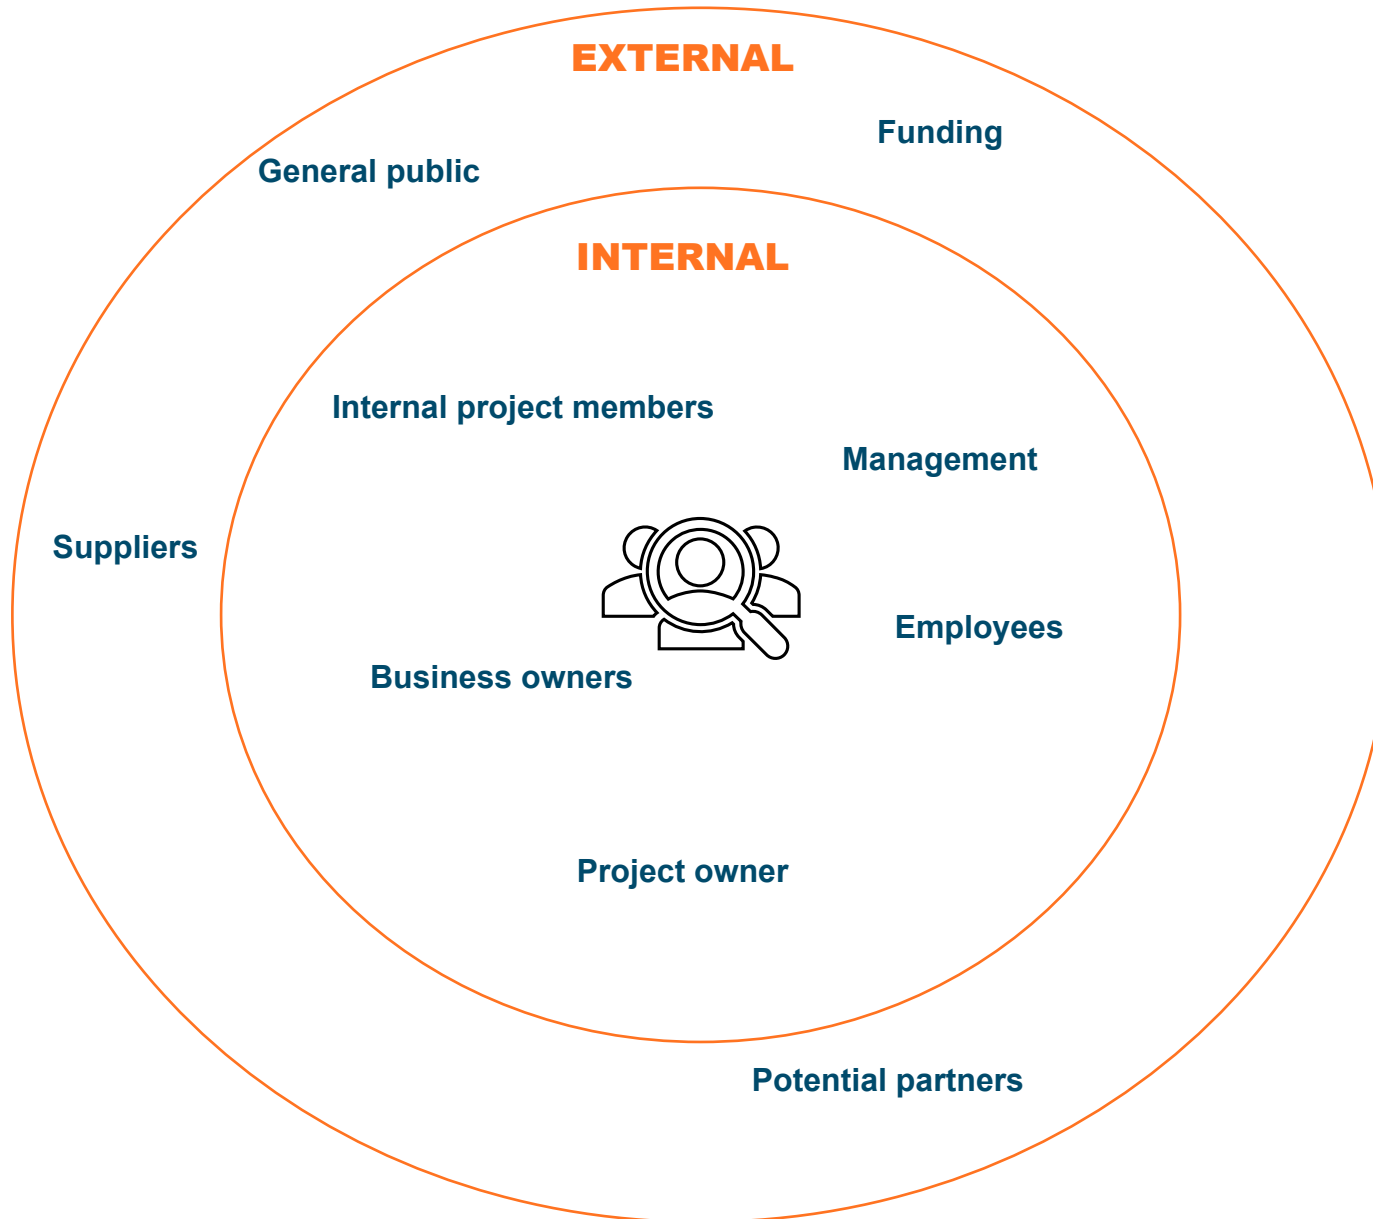 EXTERNAL
Funding
General public
INTERNAL
Internal project members
Management
Suppliers
Employees
Business owners
Project owner
Potential partners